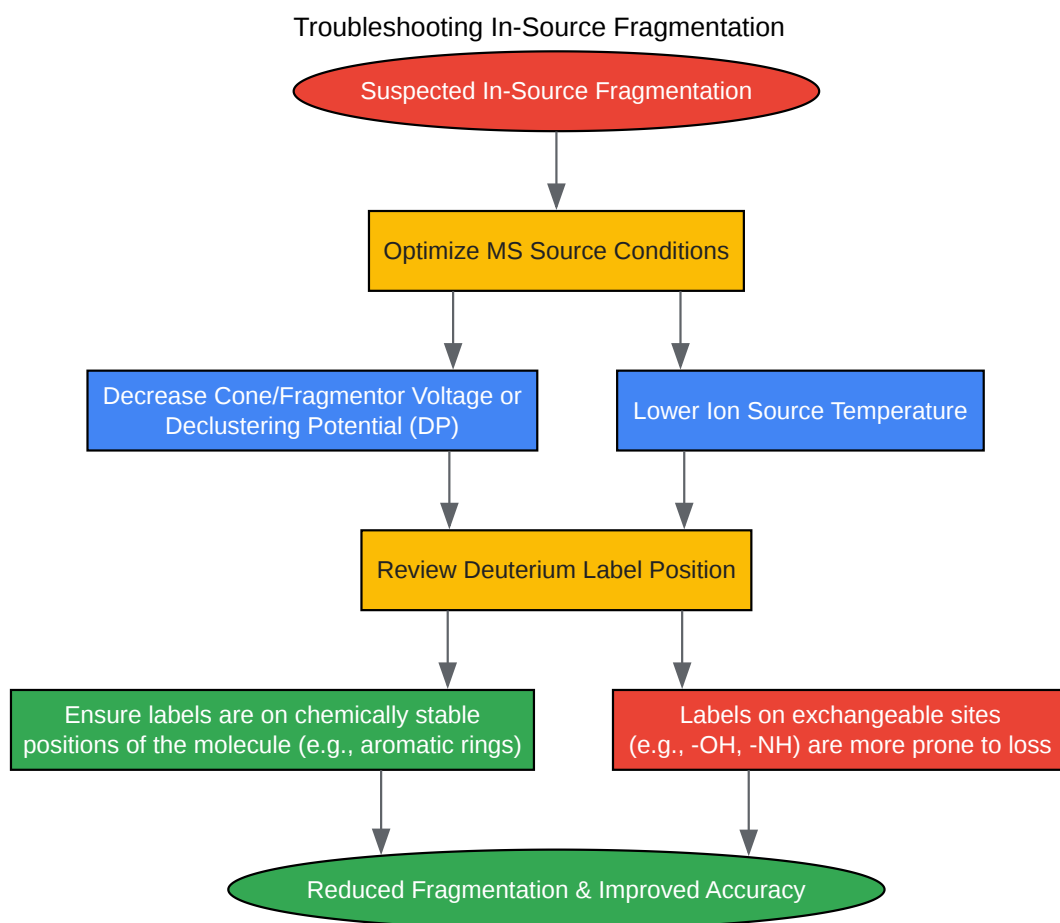 Troubleshooting In-Source Fragmentation
Suspected In-Source Fragmentation
Optimize MS Source Conditions
Decrease Cone/Fragmentor Voltage or
Declustering Potential (DP)
Lower Ion Source Temperature
Review Deuterium Label Position
Ensure labels are on chemically stable
positions of the molecule (e.g., aromatic rings)
Labels on exchangeable sites
(e.g., -OH, -NH) are more prone to loss
Reduced Fragmentation & Improved Accuracy